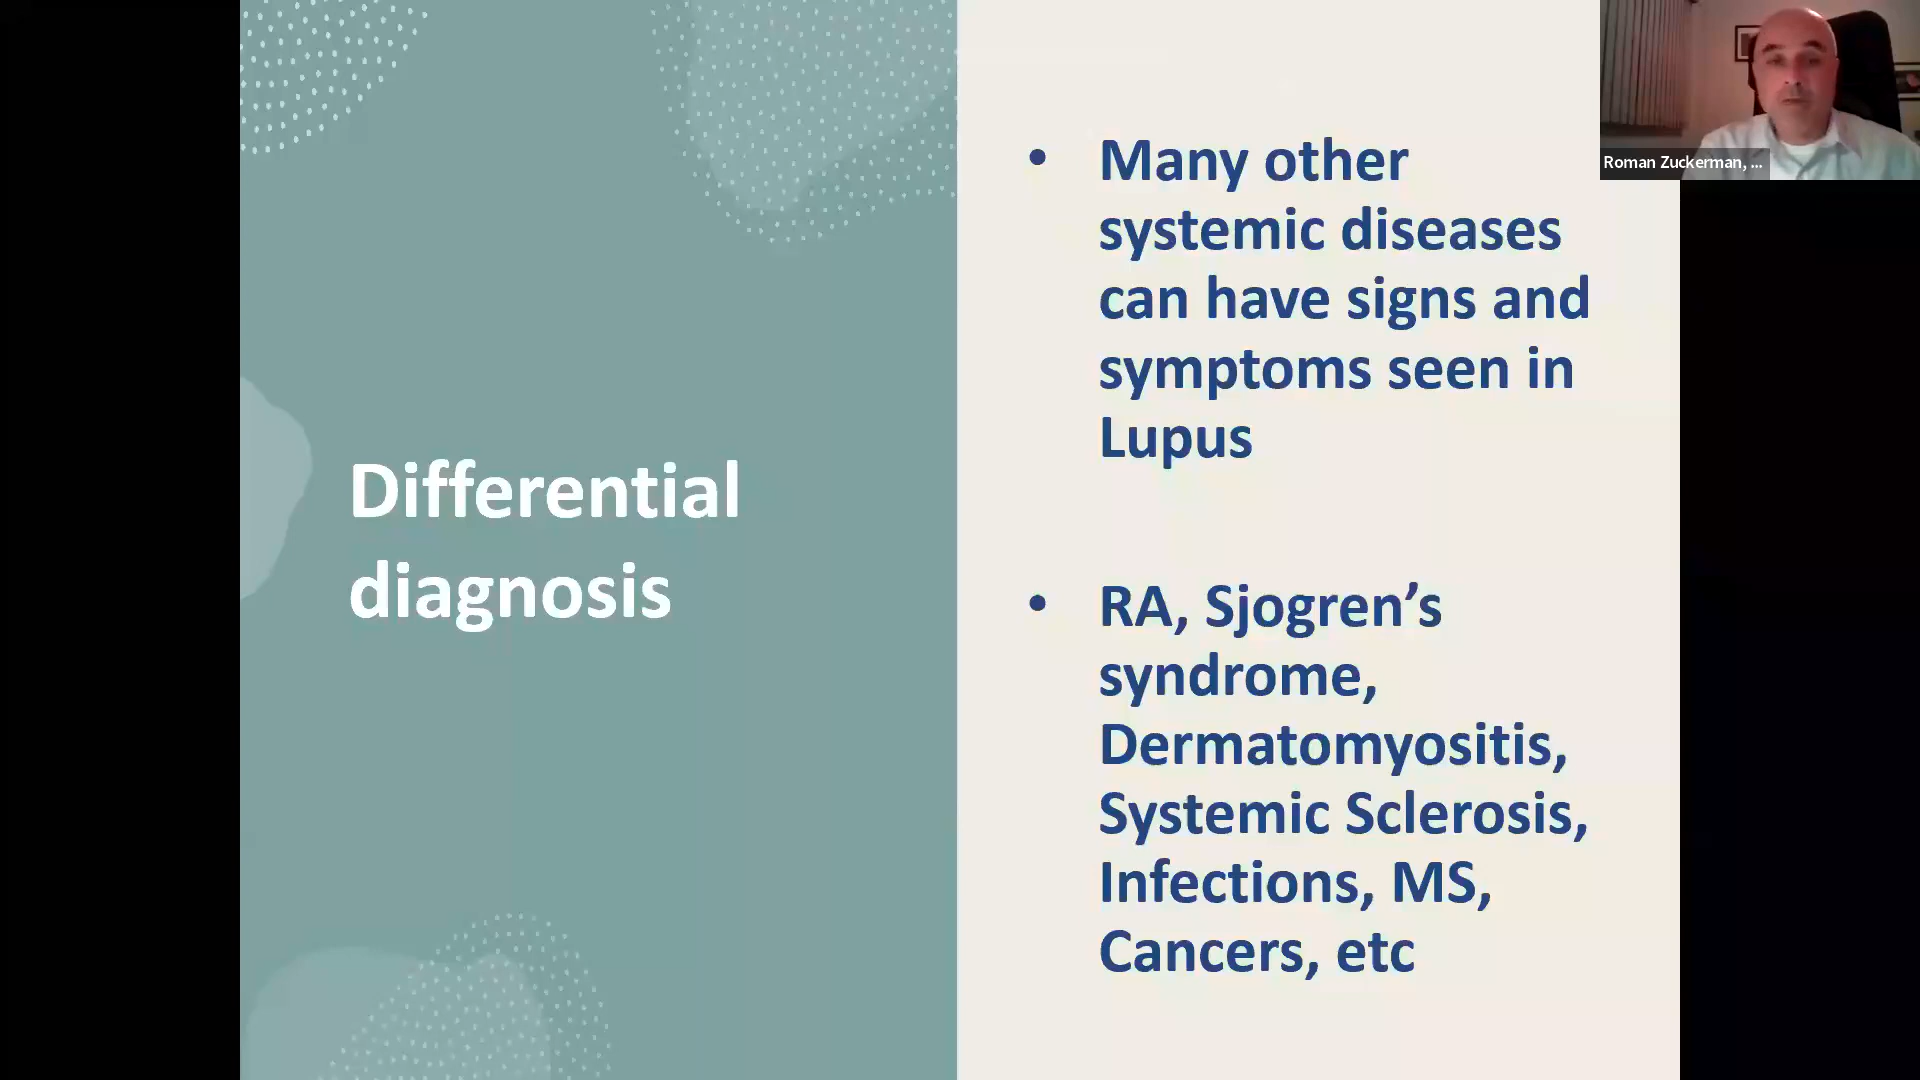 Differential
diagnosis
• Many other
systemic diseases
can have signs and
symptoms seen in
Lupus
• RA, Sjogren’s
syndrome,
Dermatomyositis,
Systemic Sclerosis,
Infections, MS,
Cancers, etc
Roman Zuckerman, ...